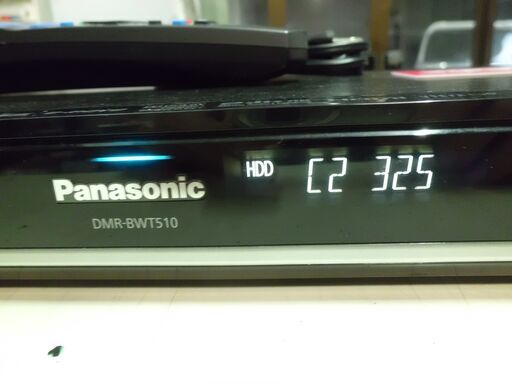 HDD C2 325
Panasonic
DMR-BWT510